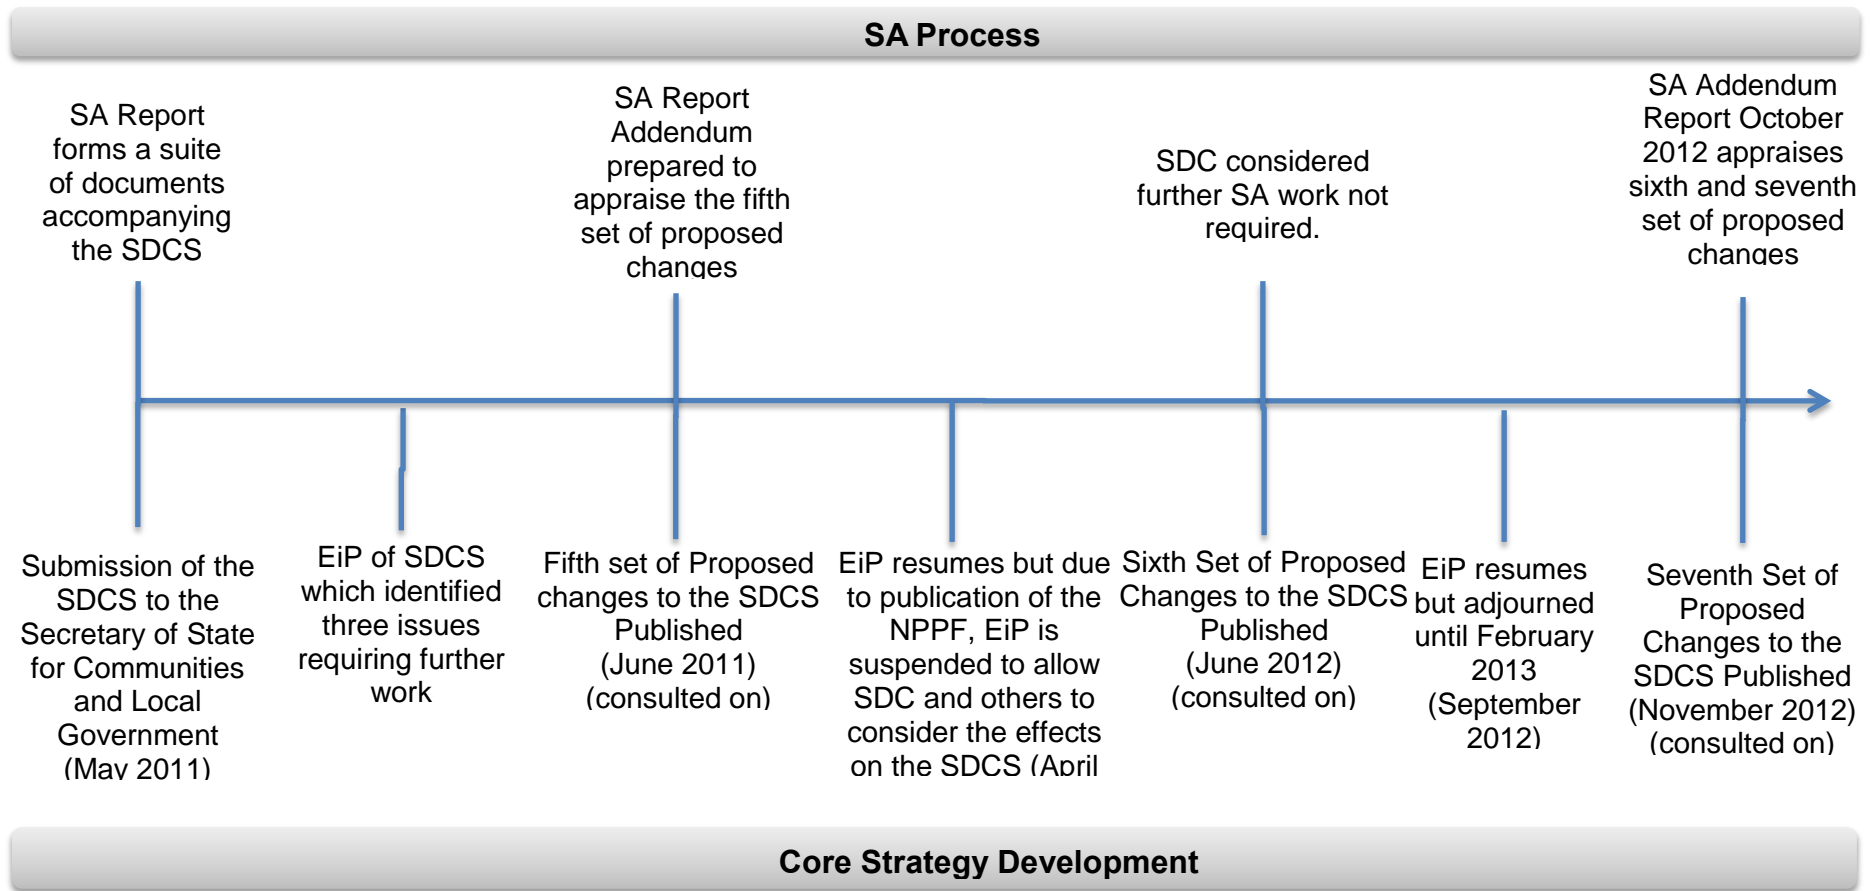 SA Process
SA Report
forms a suite
of documents
accompanying
the SDCS
SA Report
Addendum
prepared to
appraise the fifth
set of proposed
changes
SDC considered
further SA work not
required.
SA Addendum
Report October
2012 appraises
sixth and seventh
set of proposed
changes
Submission of the
SDCS to the
Secretary of State
for Communities
and Local
Government
(May 2011)
EiP of SDCS
which identified
three issues
requiring further
work
Fifth set of Proposed
changes to the SDCS
Published
(June 2011)
(consulted on)
EiP resumes but due
to publication of the
NPPF, EiP is
suspended to allow
SDC and others to
consider the effects
on the SDCS (April
Sixth Set of Proposed
Changes to the SDCS
Published
(June 2012)
(consulted on)
EiP resumes
but adjourned
until February
2013
(September
2012)
Seventh Set of
Proposed
Changes to the
SDCS Published
(November 2012)
(consulted on)
Core Strategy Development